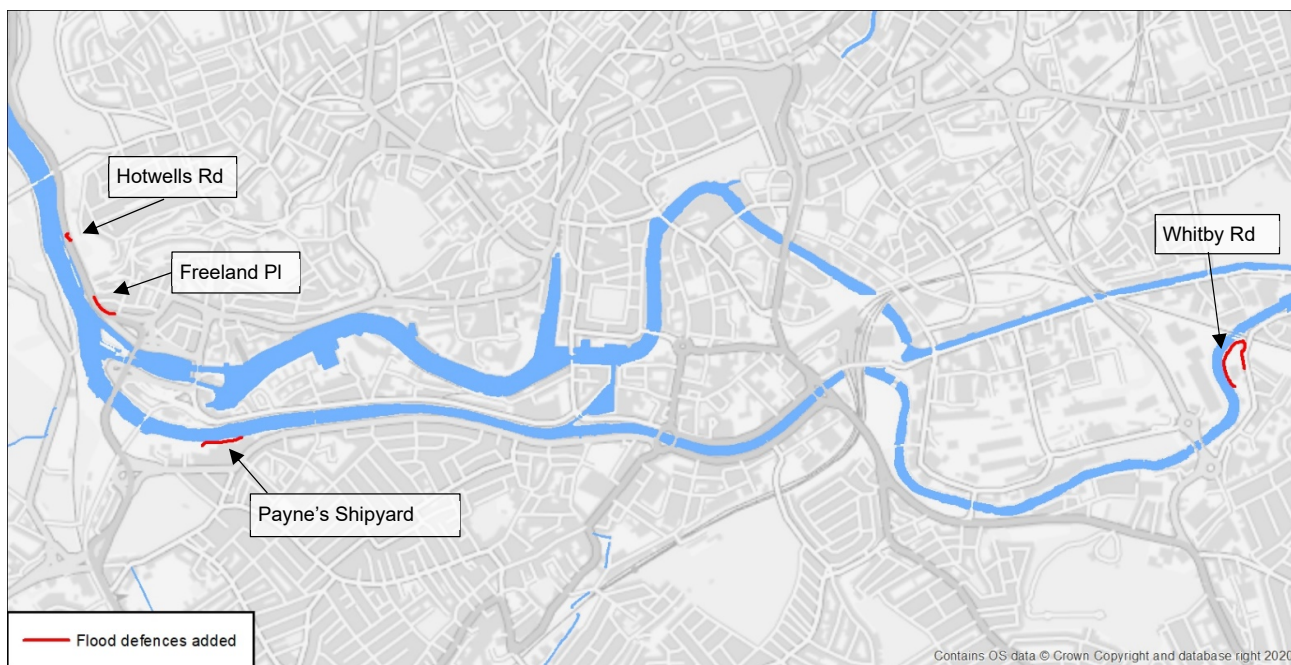 Hotwells Rd
Freeland Pl
Whitby Rd
Payne’s Shipyard
Flood defences added
Contains OS data © Crown Copyright and database right 2020